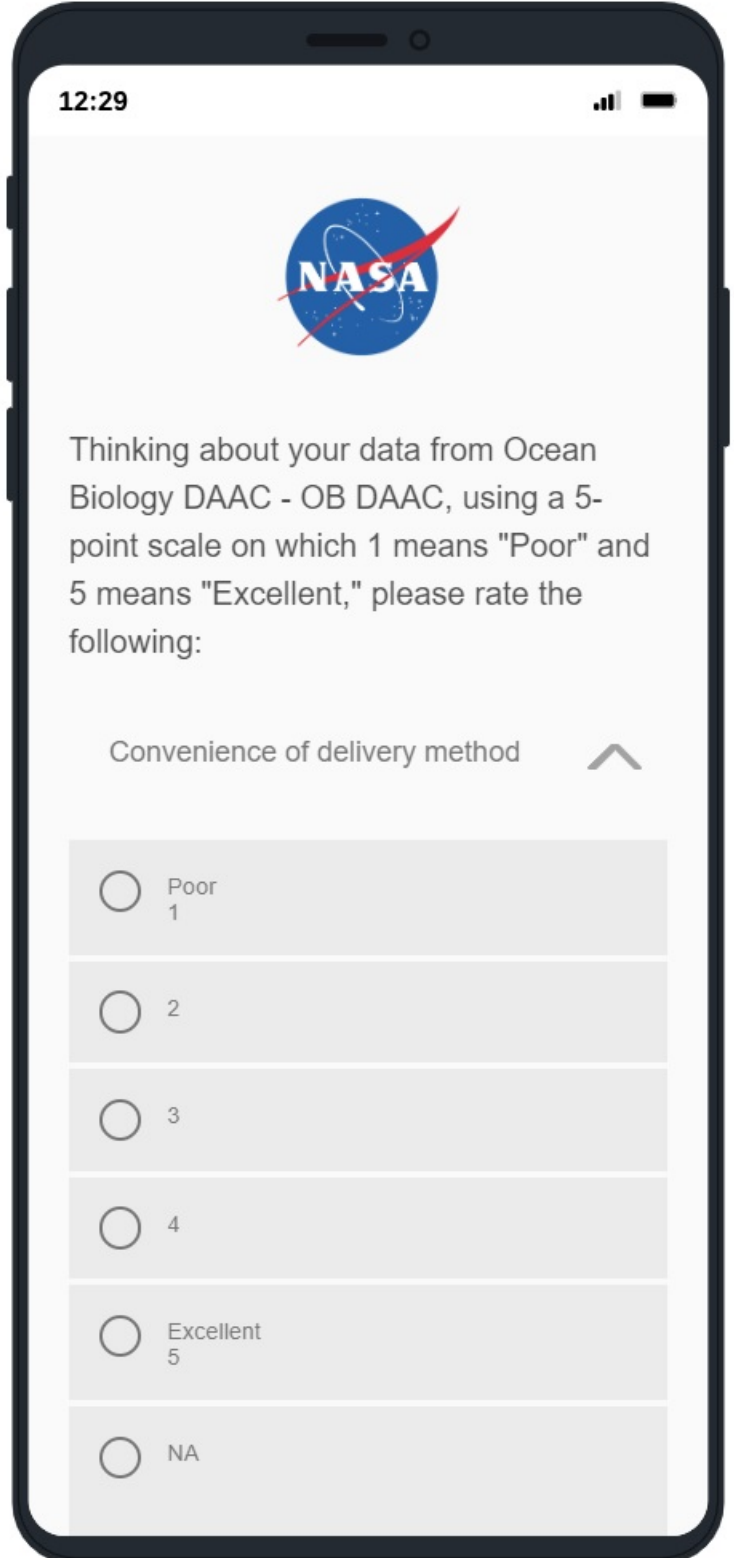 12:29
NASA
Thinking about your data from Ocean
Biology DAAC - OB DAAC, using a 5-
point scale on which 1 means "Poor" and
5 means "Excellent," please rate the
following:
Convenience of delivery method
Poor
1
2
3
4
Excellent
5
NA